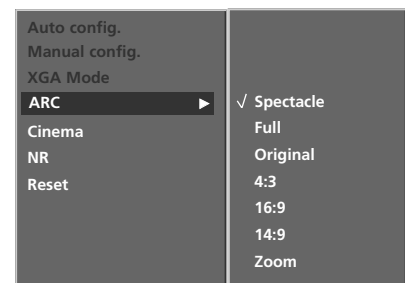 Auto config.
Manual config.
XGA Mode
ARC
Cinema
NR
Reset
Spectacle
Full
Original
4:3
16:9
14:9
Zoom